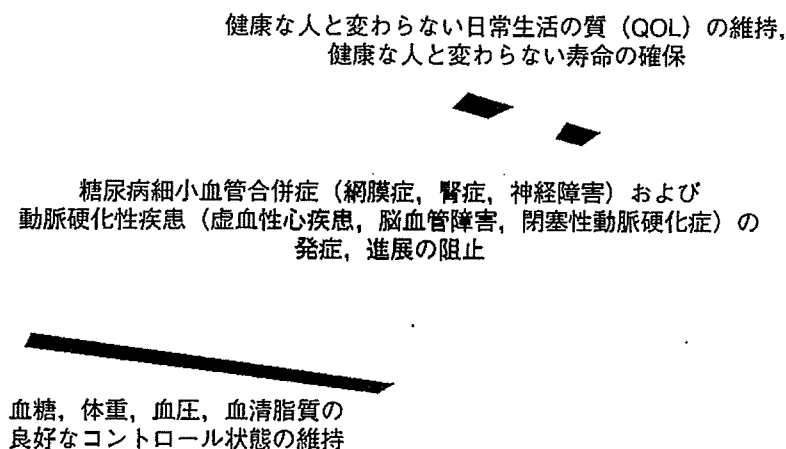 健康な人と変わらない日常生活の質（QOL）の維持，
健康な人と変わらない寿命の確保
糖尿病細小血管合併症（網膜症，腎症，神経障害）および
動脈硬化性疾患（虚血性心疾患，脳血管障害，閉塞性動脈硬化症）の
発症，進展の阻止
血糖，体重，血圧，血清脂質の
良好なコントロール状態の維持